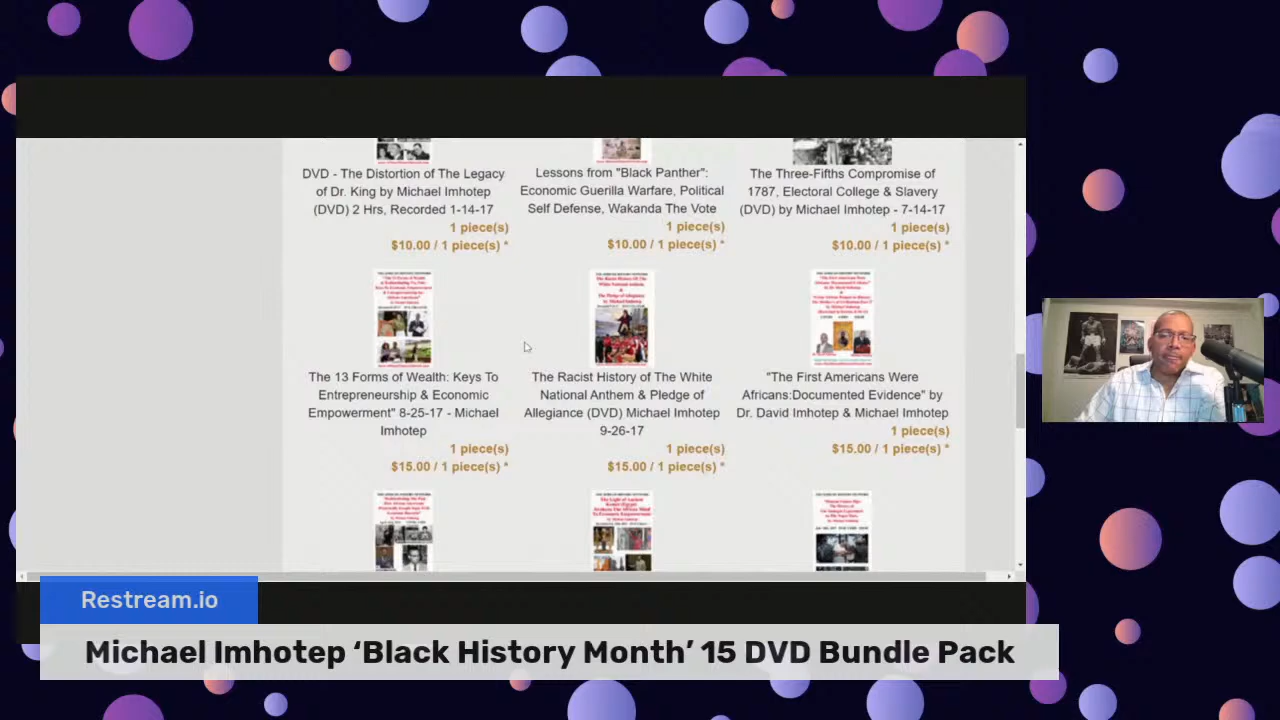 DVD - The Distortion of The Legacy
of Dr. King by Michael Imhotep
(DVD) 2 Hrs, Recorded 1-14-17
1 piece(s)
$10.00 / 1 piece(s) *
Lessons from "Black Panther":
Economic Guerilla Warfare, Political
Self Defense, Wakanda The Vote
1 piece(s)
$10.00 / 1 piece(s) *
The Three-Fifths Compromise of
1787, Electoral College & Slavery
(DVD) by Michael Imhotep - 7-14-17
1 piece(s)
$10.00 / 1 piece(s) *
The 13 Forms of Wealth: Keys To
Entrepreneurship & Economic
Empowerment" 8-25-17 - Michael
Imhotep
1 piece(s)
$15.00 / 1 piece(s) *
The Racist History of The White
National Anthem & Pledge of
Allegiance (DVD) Michael Imhotep
9-26-17
1 piece(s)
$15.00 / 1 piece(s) *
"The First Americans Were
Africans:Documented Evidence" by
Dr. David Imhotep & Michael Imhotep
1 piece(s)
$15.00 / 1 piece(s) *
Restream.io
Michael Imhotep ‘Black History Month’ 15 DVD Bundle Pack